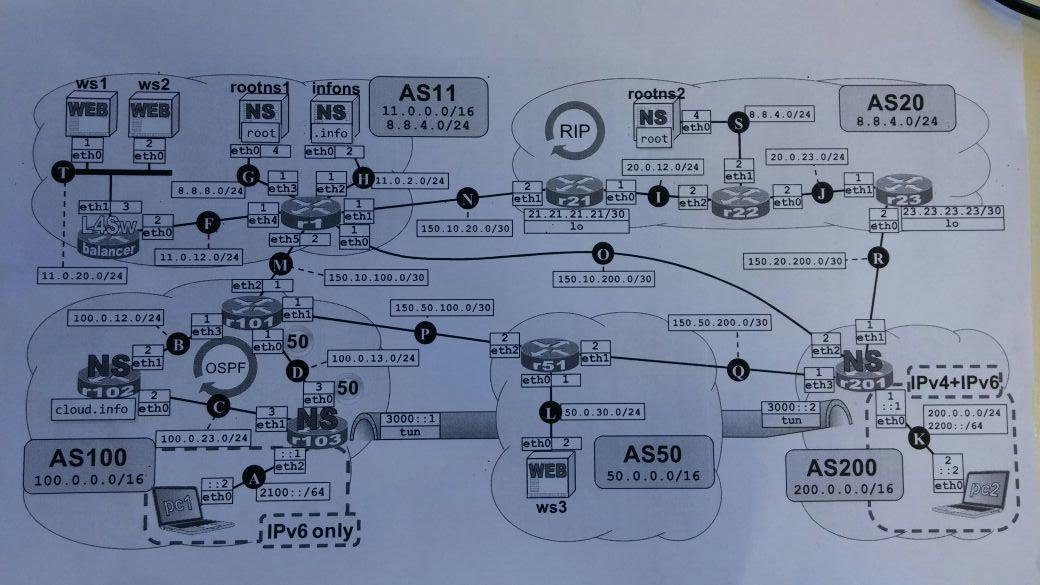 ws1
ws2
WEB
WEB
1
eth0
2
eth0
T
eth1 3
L4Sw
balancer
2
eth0
F
11.0.12.0/24
11.0.20.0/24
rootns1
NS
root
eth0 4
G
8.8.8.0/24
infons
NS
.info
eth0 2
H
11.0.2.0/24
AS11
11.0.0.0/16
8.8.4.0/24
1
eth3
1
eth2
1
eth4
r1
1
eth1
1
eth0
eth5 2
N
150.10.20.0/30
M
150.10.100.0/30
O
150.10.200.0/30
RIP
rootns2
NS
root
4
eth0
S
8.8.4.0/24
AS20
8.8.4.0/24
2
eth1
r21
1
eth0
21.21.21.21/30
lo
20.0.12.0/24
I
2
eth2
2
eth1
r22
2
eth0
20.0.23.0/24
J
1
eth1
r23
2
eth0
23.23.23.23/30
lo
150.20.200.0/30
R
eth2 1
r101
1
eth1
1
eth3
1
eth0
50
100.0.12.0/24
B
2
eth1
NS
r102
cloud.info
2
eth0
OSPF
C
100.0.23.0/24
D
100.0.13.0/24
3
eth0
50
3
eth1
NS
r103
::1
eth2
A
2100::/64
::2
eth0
pc1
IPv6 only
AS100
100.0.0.0/16
3000::1
tun
150.50.100.0/30
P
2
eth2
r51
2
eth1
eth0 1
L
50.0.30.0/24
eth0 2
WEB
ws3
AS50
50.0.0.0/16
150.50.200.0/30
Q
3000::2
tun
2
eth2
1
eth1
1
eth3
NS
r201
IPv4+IPv6
1
::1
eth0
200.0.0.0/24
2200::/64
K
2
::2
eth0
pc2
AS200
200.0.0.0/16